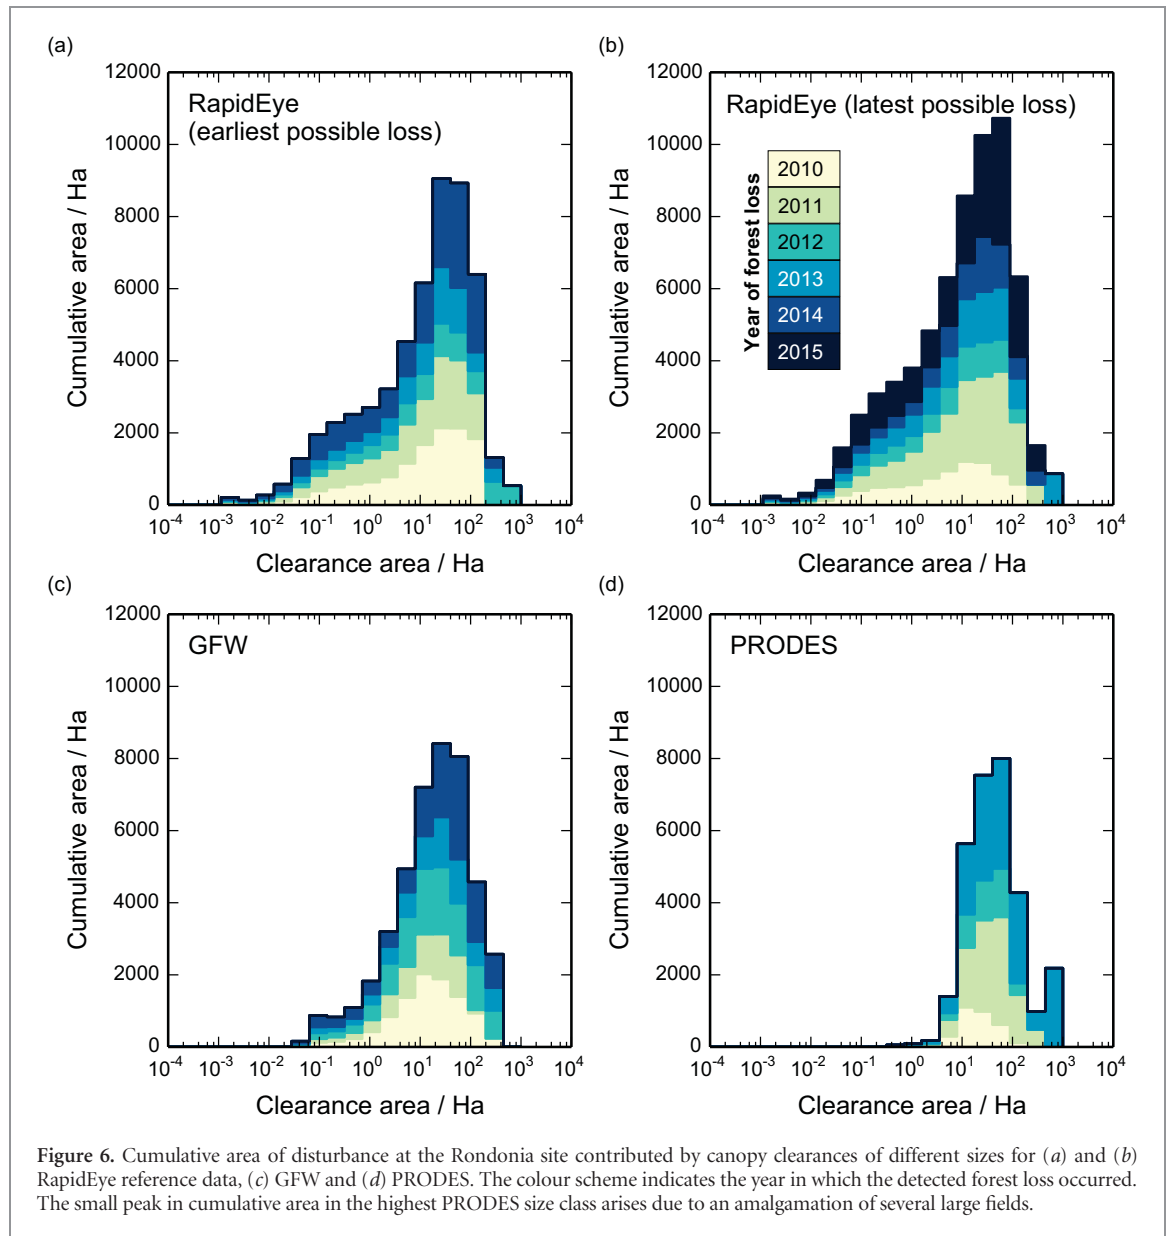 (a)
12000
10000
8000
6000
4000
2000
0
Cumulative area / Ha
RapidEye
(earliest possible loss)
10⁻⁴ 10⁻³ 10⁻² 10⁻¹ 10⁰ 10¹ 10² 10³ 10⁴
Clearance area / Ha
(b)
12000
10000
8000
6000
4000
2000
0
Cumulative area / Ha
RapidEye (latest possible loss)
Year of forest loss
2010
2011
2012
2013
2014
2015
10⁻⁴ 10⁻³ 10⁻² 10⁻¹ 10⁰ 10¹ 10² 10³ 10⁴
Clearance area / Ha
(c)
12000
10000
8000
6000
4000
2000
0
Cumulative area / Ha
GFW
10⁻⁴ 10⁻³ 10⁻² 10⁻¹ 10⁰ 10¹ 10² 10³ 10⁴
Clearance area / Ha
(d)
12000
10000
8000
6000
4000
2000
0
Cumulative area / Ha
PRODES
10⁻⁴ 10⁻³ 10⁻² 10⁻¹ 10⁰ 10¹ 10² 10³ 10⁴
Clearance area / Ha
Figure 6. Cumulative area of disturbance at the Rondonia site contributed by canopy clearances of different sizes for (a) and (b)
RapidEye reference data, (c) GFW and (d) PRODES. The colour scheme indicates the year in which the detected forest loss occurred.
The small peak in cumulative area in the highest PRODES size class arises due to an amalgamation of several large fields.